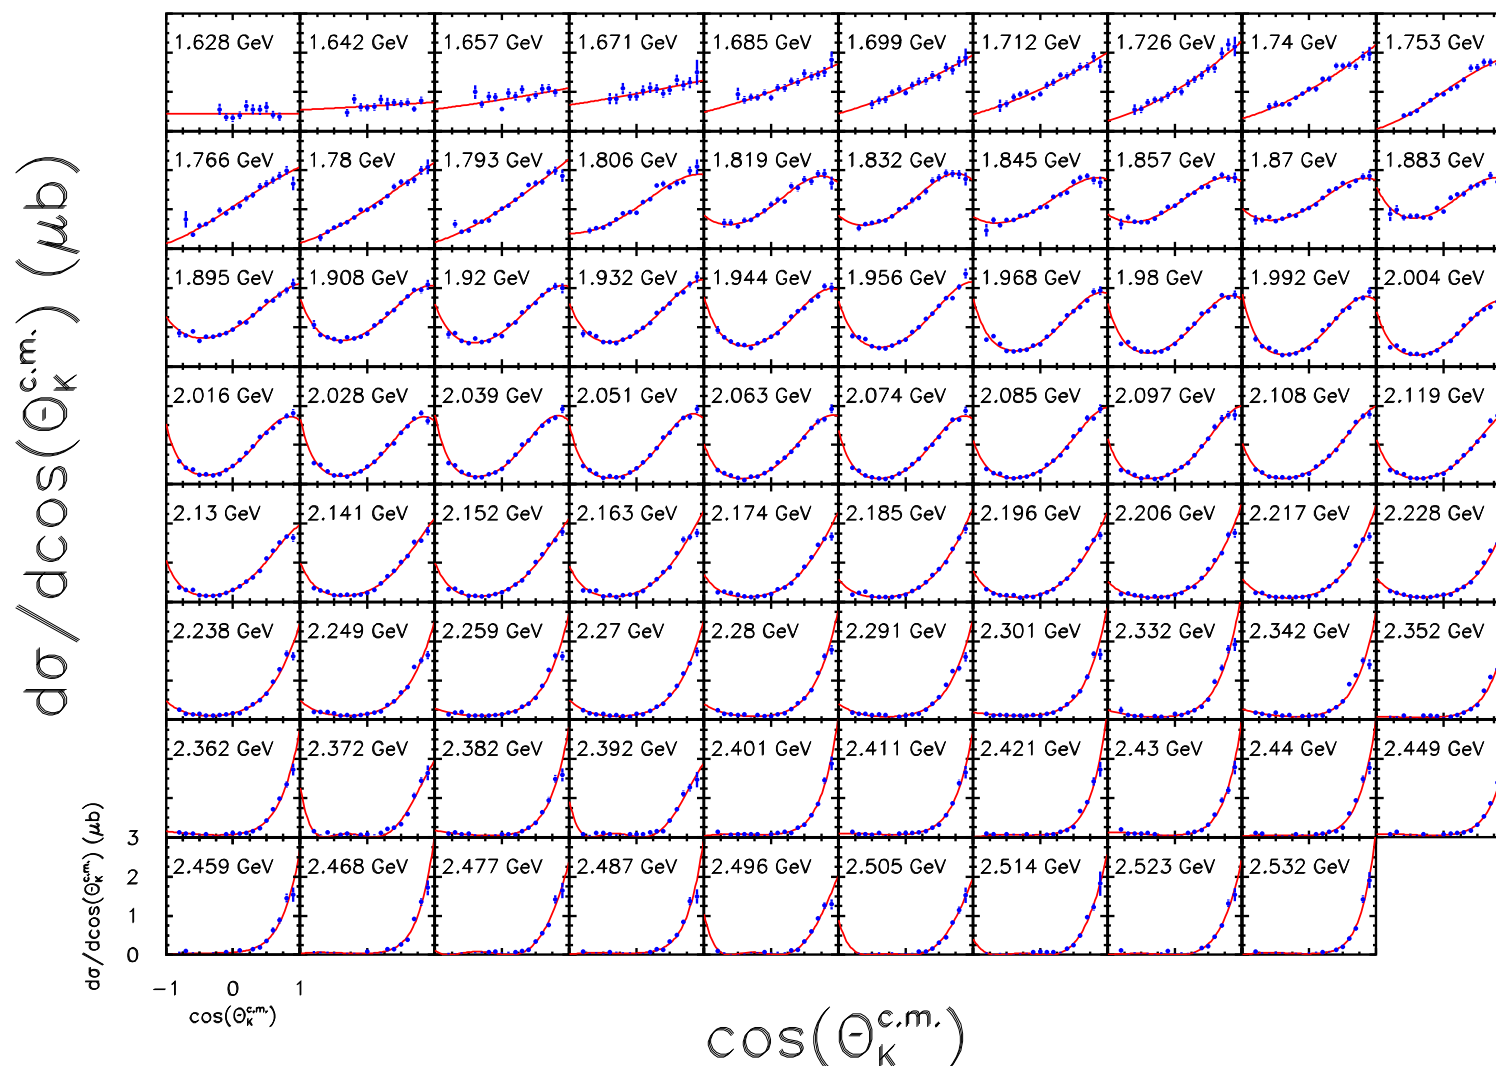 1.628 GeV 1.642 GeV 1.657 GeV 1.671 GeV 1.685 GeV 1.699 GeV 1.712 GeV 1.726 GeV 1.74 GeV 1.753 GeV
1.766 GeV 1.78 GeV 1.793 GeV 1.806 GeV 1.819 GeV 1.832 GeV 1.845 GeV 1.857 GeV 1.87 GeV 1.883 GeV
1.895 GeV 1.908 GeV 1.92 GeV 1.932 GeV 1.944 GeV 1.956 GeV 1.968 GeV 1.98 GeV 1.992 GeV 2.004 GeV
2.016 GeV 2.028 GeV 2.039 GeV 2.051 GeV 2.063 GeV 2.074 GeV 2.085 GeV 2.097 GeV 2.108 GeV 2.119 GeV
2.13 GeV 2.141 GeV 2.152 GeV 2.163 GeV 2.174 GeV 2.185 GeV 2.196 GeV 2.206 GeV 2.217 GeV 2.228 GeV
2.238 GeV 2.249 GeV 2.259 GeV 2.27 GeV 2.28 GeV 2.291 GeV 2.301 GeV 2.332 GeV 2.342 GeV 2.352 GeV
2.362 GeV 2.372 GeV 2.382 GeV 2.392 GeV 2.401 GeV 2.411 GeV 2.421 GeV 2.43 GeV 2.44 GeV 2.449 GeV
2.459 GeV 2.468 GeV 2.477 GeV 2.487 GeV 2.496 GeV 2.505 GeV 2.514 GeV 2.523 GeV 2.532 GeV
dσ/dcos(Θ_K^{c.m.}) (μb)
dσ/dcos(Θ_K^{c.m.}) (μb)
3
2
1
0
−1 0 1
cos(Θ_K^{c.m.})
cos(Θ_K^{c.m.})